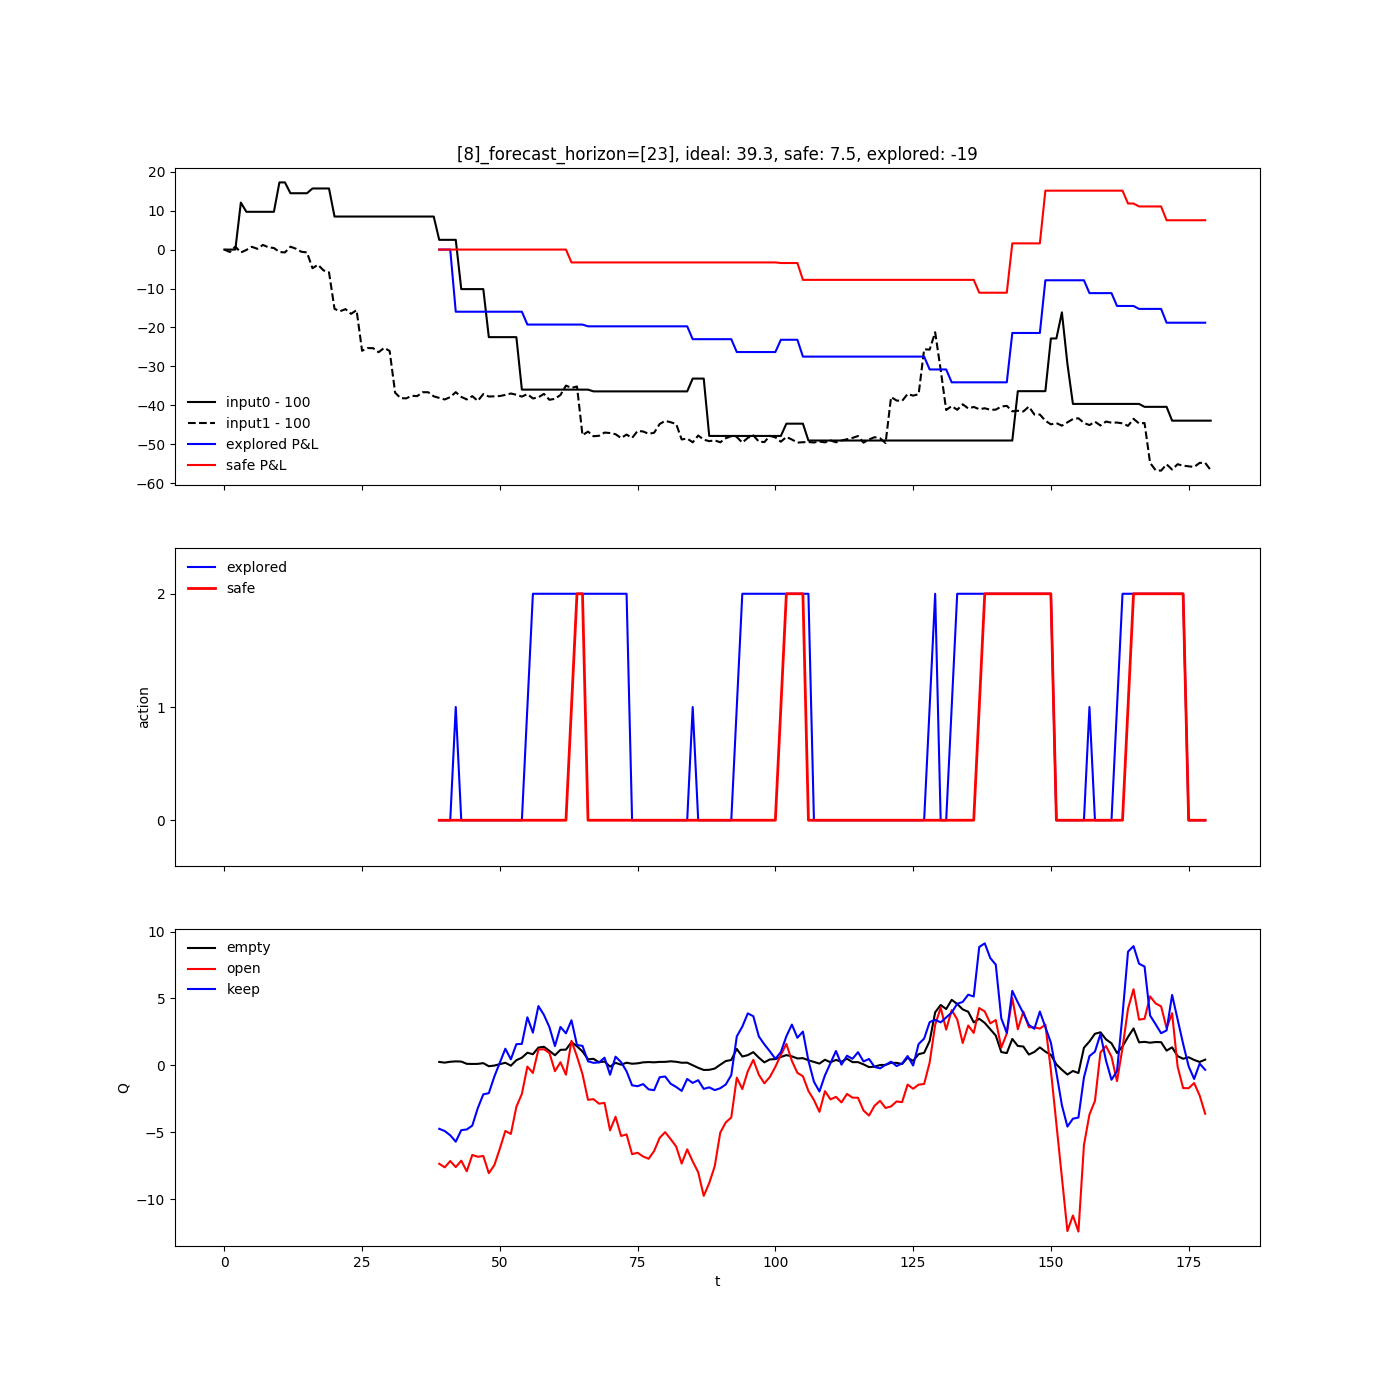 [8]_forecast_horizon=[23], ideal: 39.3, safe: 7.5, explored: -19
20
10
0
−10
−20
−30
−40
−50
−60
input0 - 100
input1 - 100
explored P&L
safe P&L
explored
safe
2
1
0
action
empty
open
keep
10
5
0
−5
−10
Q
0 25 50 75 100 125 150 175
t